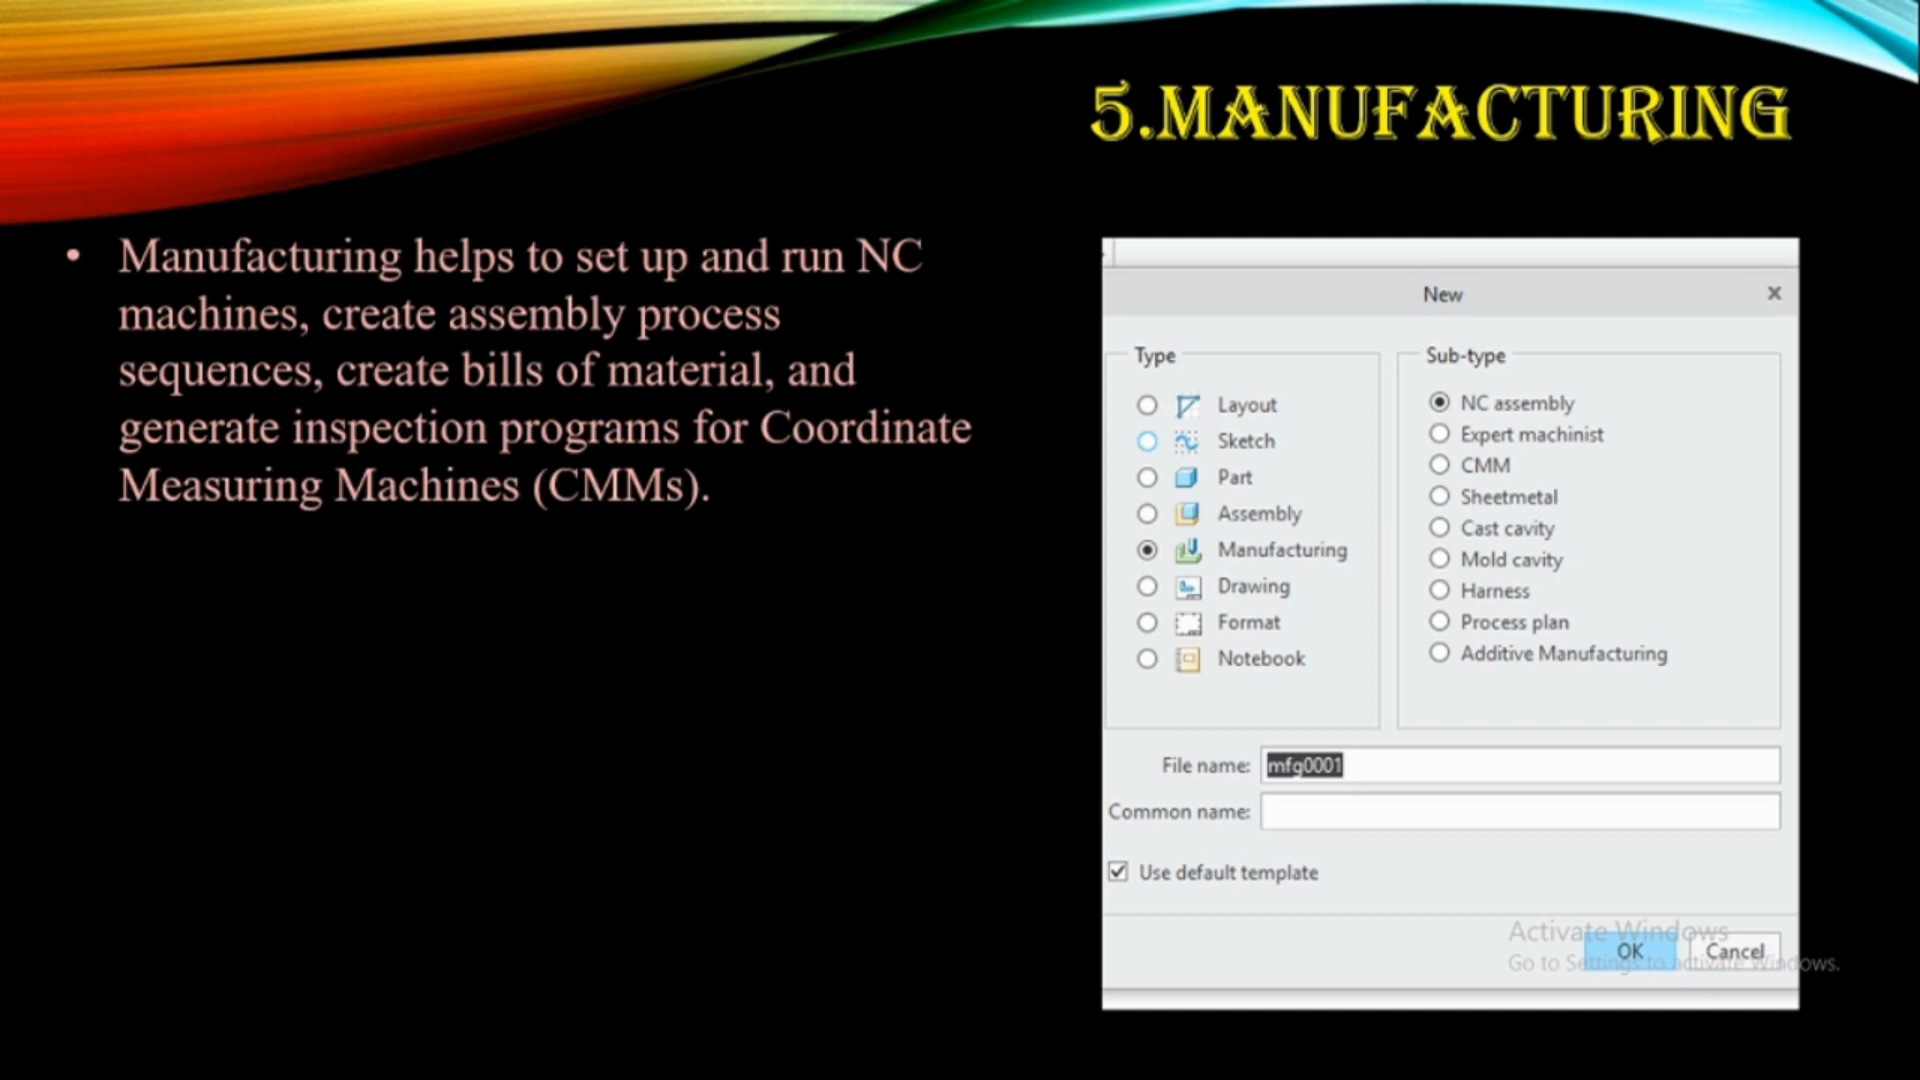 5.MANUFACTURING
• Manufacturing helps to set up and run NC
machines, create assembly process
sequences, create bills of material, and
generate inspection programs for Coordinate
Measuring Machines (CMMs).
New
Type
Layout
Sketch
Part
Assembly
Manufacturing
Drawing
Format
Notebook
Sub-type
NC assembly
Expert machinist
CMM
Sheetmetal
Cast cavity
Mold cavity
Harness
Process plan
Additive Manufacturing
File name: mfg0001
Common name:
Use default template
OK Cancel
Activate Windows
Go to Settings to activate Windows.